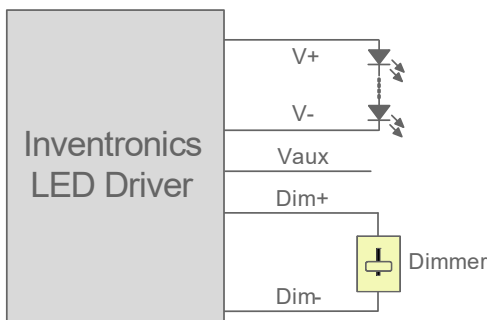 Inventronics
LED Driver
V+
V-
Vaux
Dim+
Dimmer
Dim-